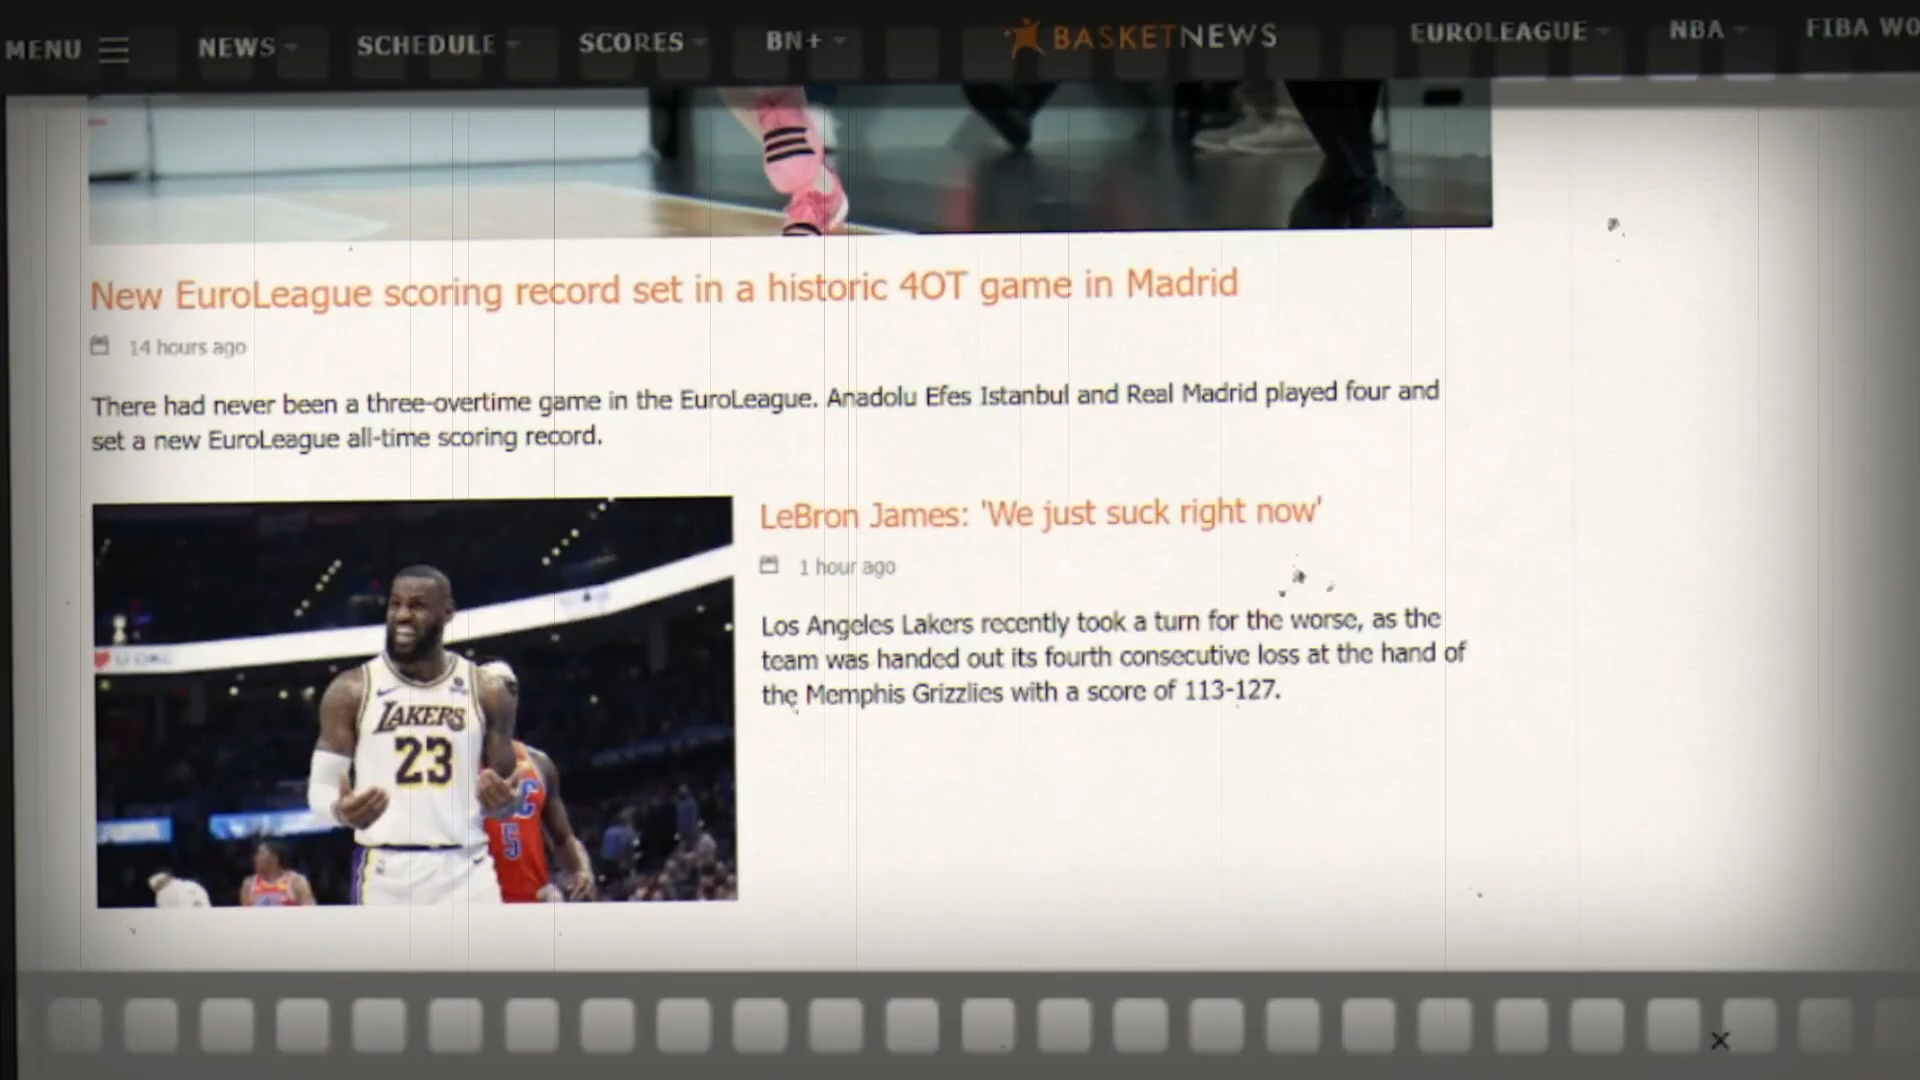 MENU NEWS SCHEDULE SCORES BN+ BASKETNEWS EUROLEAGUE NBA FIBA WO
New EuroLeague scoring record set in a historic 4OT game in Madrid
14 hours ago
There had never been a three-overtime game in the EuroLeague. Anadolu Efes Istanbul and Real Madrid played four and
set a new EuroLeague all-time scoring record.
LeBron James: 'We just suck right now'
1 hour ago
Los Angeles Lakers recently took a turn for the worse, as the
team was handed out its fourth consecutive loss at the hand of
the Memphis Grizzlies with a score of 113-127.
LAKERS
23
C
5